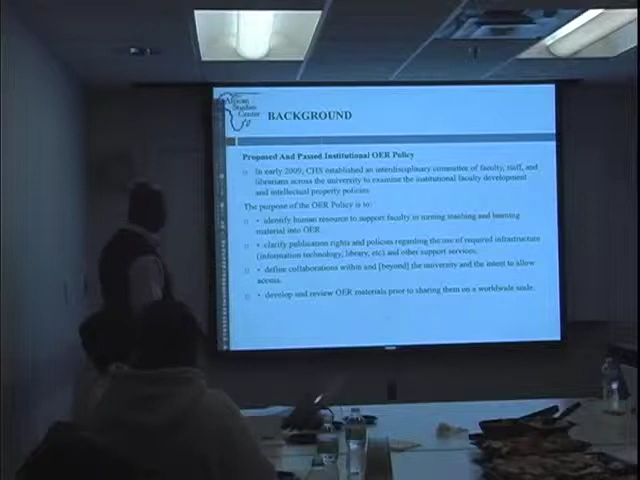 African
Studies
Center
BACKGROUND
Proposed And Passed Institutional OER Policy
In early 2009, CHS established an interdisciplinary committee of faculty, staff, and
librarians across the university to examine the institutional faculty development
and intellectual property policies.
The purpose of the OER Policy is to:
• identify human resource to support faculty in turning teaching and learning
material into OER.
• clarify publication rights and policies regarding the use of required infrastructure
(information technology, library, etc) and other support services.
• define collaborations within and [beyond] the university and the intent to allow
access.
• develop and review OER materials prior to sharing them on a worldwide scale.